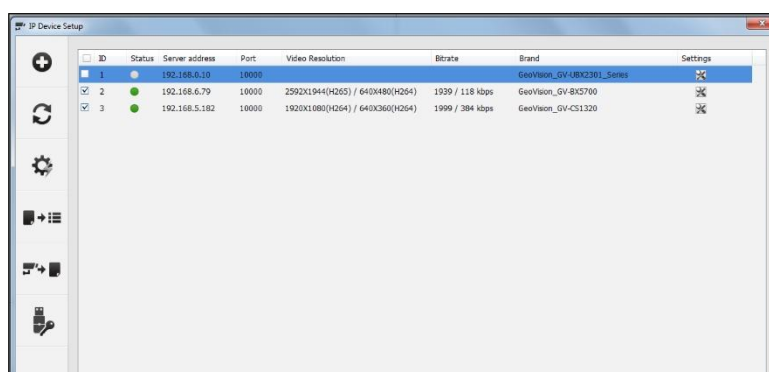 IP Device Setup
ID Status Server address Port Video Resolution Bitrate Brand Settings
1 192.168.0.10 10000 GeoVision_GV-UBX2301_Series
2 192.168.6.79 10000 2592X1944(H265) / 640X480(H264) 1939 / 118 kbps GeoVision_GV-BX5700
3 192.168.5.182 10000 1920X1080(H264) / 640X360(H264) 1999 / 384 kbps GeoVision_GV-CS1320